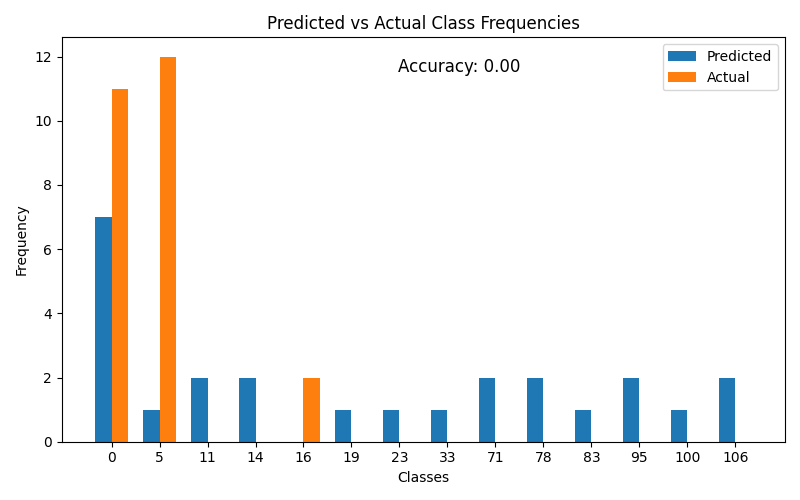 Predicted vs Actual Class Frequencies
Accuracy: 0.00
Predicted
Actual
Frequency
12
10
8
6
4
2
0
0 5 11 14 16 19 23 33 71 78 83 95 100 106
Classes